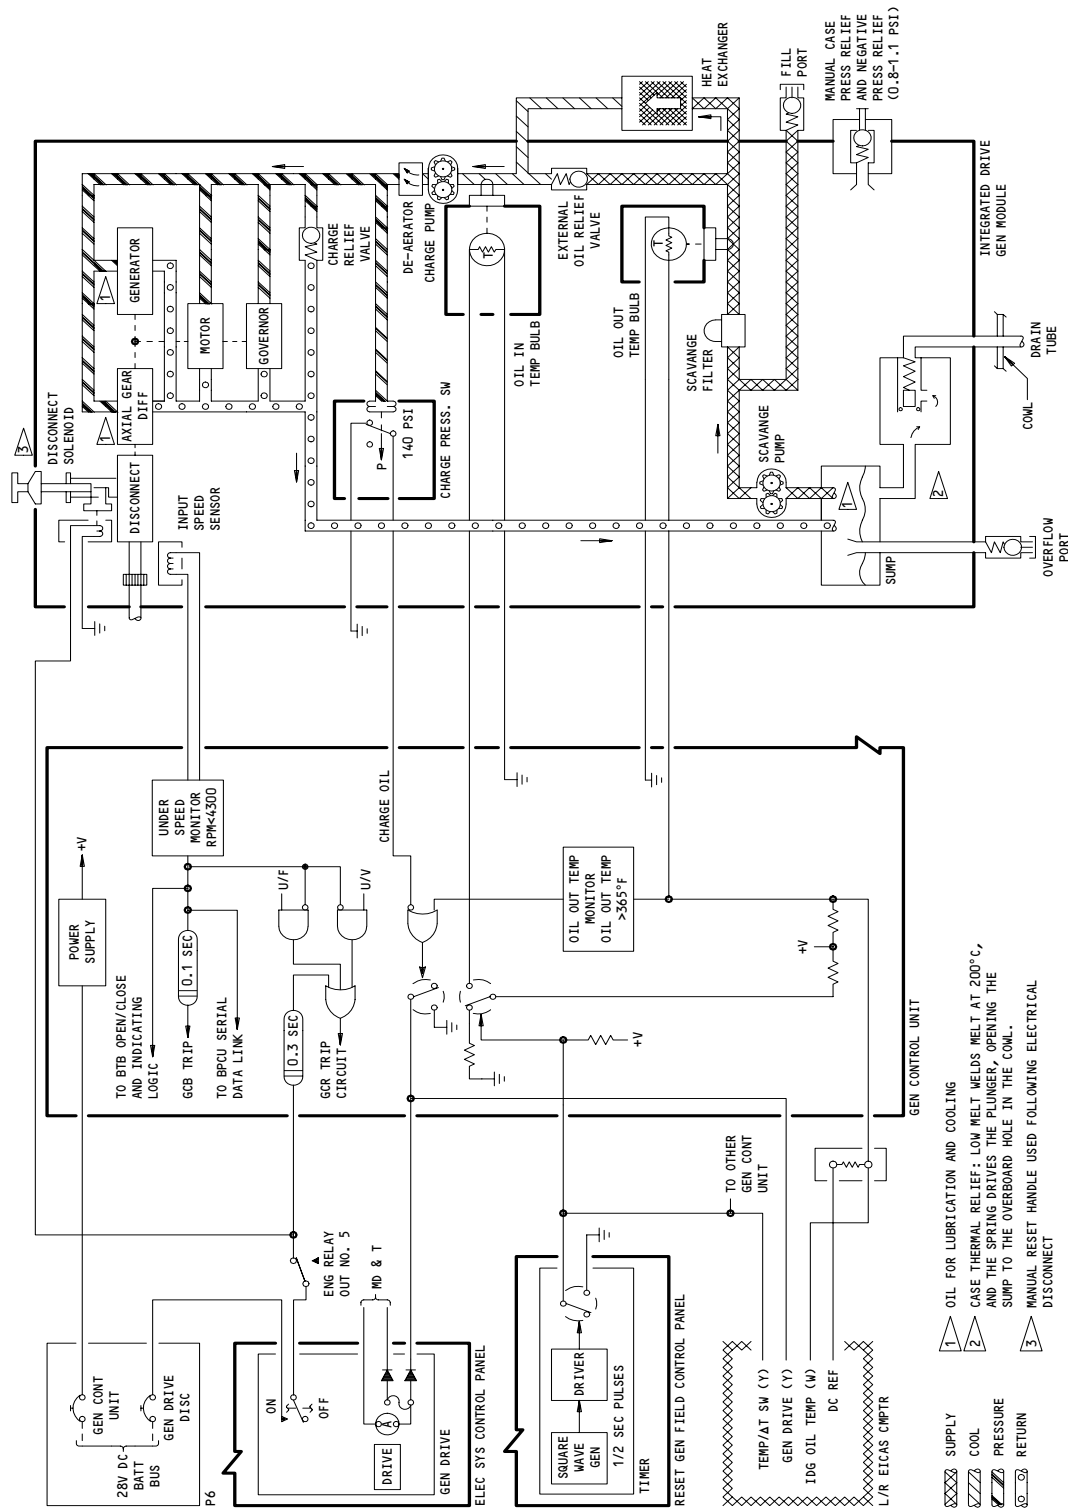 28V DC
BATT
BUS
GEN CONT
UNIT
GEN DRIVE
DISC
P6
ON
OFF
DRIVE
A
GEN DRIVE
ELEC SYS CONTROL PANEL
ENG RELAY
OUT NO. 5
MD & T
SQUARE
WAVE
GEN
DRIVER
1/2 SEC PULSES
TIMER
RESET GEN FIELD CONTROL PANEL
TO OTHER
GEN CONT
UNIT
TEMP/ΔT SW (Y)
GEN DRIVE (Y)
IDG OIL TEMP (W)
DC REF
L/R EICAS CMPTR
POWER
SUPPLY
+V
TO BTB OPEN/CLOSE
AND INDICATING
LOGIC
GCB TRIP
0.1 SEC
TO BPCU SERIAL
DATA LINK
0.3 SEC
GCR TRIP
CIRCUIT
UNDER
SPEED
MONITOR
RPM<4300
U/F
U/V
CHARGE OIL
OIL OUT TEMP
MONITOR
OIL OUT TEMP
>365°F
+V
+V
GEN CONTROL UNIT
3
DISCONNECT
SOLENOID
DISCONNECT
INPUT
SPEED
SENSOR
1
AXIAL GEAR
DIFF
1
GENERATOR
MOTOR
GOVERNOR
CHARGE
RELIEF
VALVE
P
140 PSI
CHARGE PRESS. SW
DE-AERATOR
CHARGE PUMP
T
OIL IN
TEMP BULB
EXTERNAL
OIL RELIEF
VALVE
T
OIL OUT
TEMP BULB
SCAVANGE
FILTER
SCAVANGE
PUMP
HEAT
EXCHANGER
FILL
PORT
MANUAL CASE
PRESS RELIEF
AND NEGATIVE
PRESS RELIEF
(0.8-1.1 PSI)
1
SUMP
2
OVERFLOW
PORT
COWL
DRAIN
TUBE
INTEGRATED DRIVE
GEN MODULE
SUPPLY
COOL
PRESSURE
RETURN
1 OIL FOR LUBRICATION AND COOLING
2 CASE THERMAL RELIEF: LOW MELT WELDS MELT AT 200°C,
AND THE SPRING DRIVES THE PLUNGER, OPENING THE
SUMP TO THE OVERBOARD HOLE IN THE COWL.
3 MANUAL RESET HANDLE USED FOLLOWING ELECTRICAL
DISCONNECT